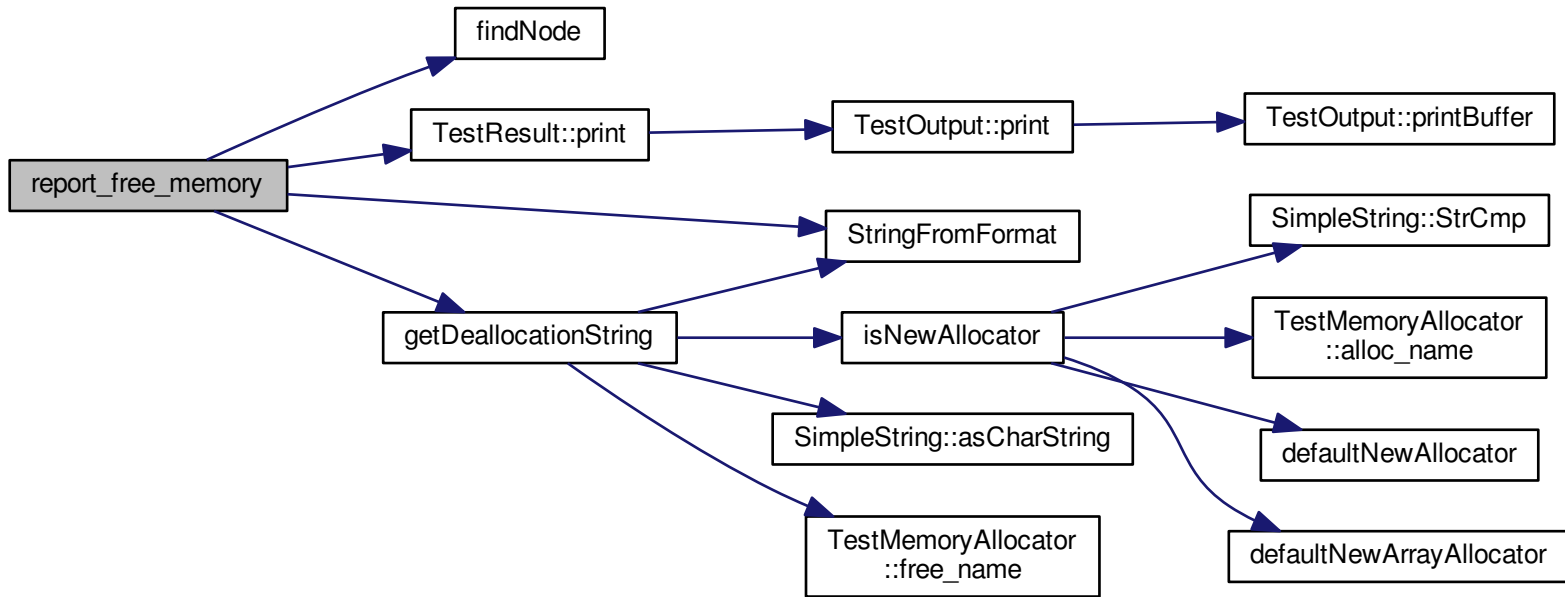 findNode
TestResult::print
TestOutput::print
TestOutput::printBuffer
report_free_memory
StringFromFormat
SimpleString::StrCmp
getDeallocationString
isNewAllocator
TestMemoryAllocator
::alloc_name
SimpleString::asCharString
defaultNewAllocator
TestMemoryAllocator
::free_name
defaultNewArrayAllocator